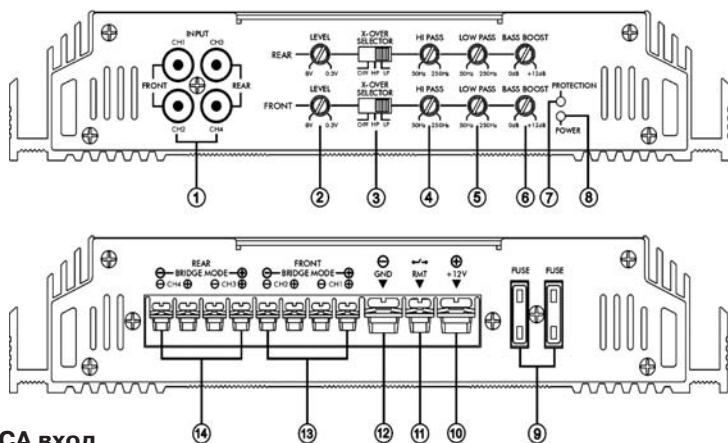 INPUT
CH1 CH3
FRONT REAR
CH2 CH4
REAR LEVEL X-OVER SELECTOR HI PASS LOW PASS BASS BOOST
8V 0.3V OFF HP LP 50Hz 250Hz 50Hz 250Hz 0dB +12dB
FRONT LEVEL X-OVER SELECTOR HI PASS LOW PASS BASS BOOST
8V 0.3V OFF HP LP 50Hz 250Hz 50Hz 250Hz 0dB +12dB
PROTECTION
POWER
1 2 3 4 5 6 7 8
REAR FRONT
⊖ BRIDGE MODE ⊕ ⊖ BRIDGE MODE ⊕
⊖ CH4 ⊕ ⊖ CH3 ⊕ ⊖ CH2 ⊕ ⊖ CH1 ⊕
⊖ ⊕
GND RMT +12V
FUSE FUSE
14 13 12 11 10 9
CA вход